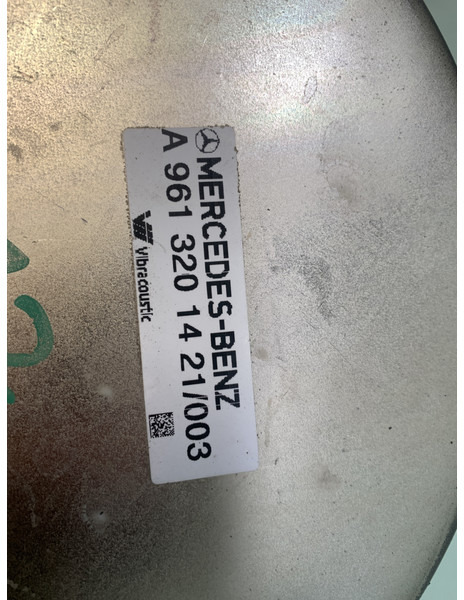 MERCEDES-BENZ
A 961 320 14 21/003
Vibracoustic